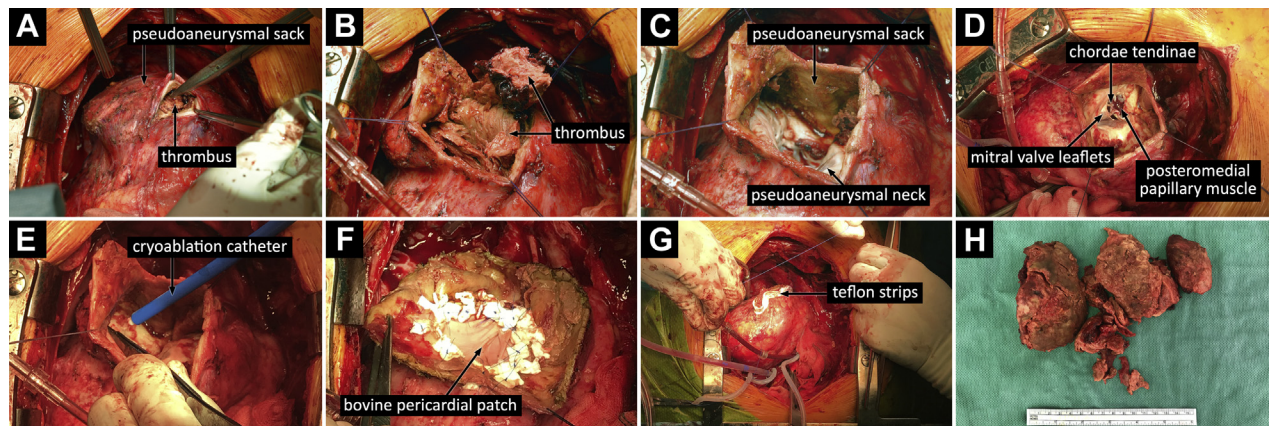 A
pseudoaneurysmal sack
thrombus
B
thrombus
C
pseudoaneurysmal sack
pseudoaneurysmal neck
D
chordae tendinae
mitral valve leaflets
posteromedial
papillary muscle
E
cryoablation catheter
F
bovine pericardial patch
G
teflon strips
H